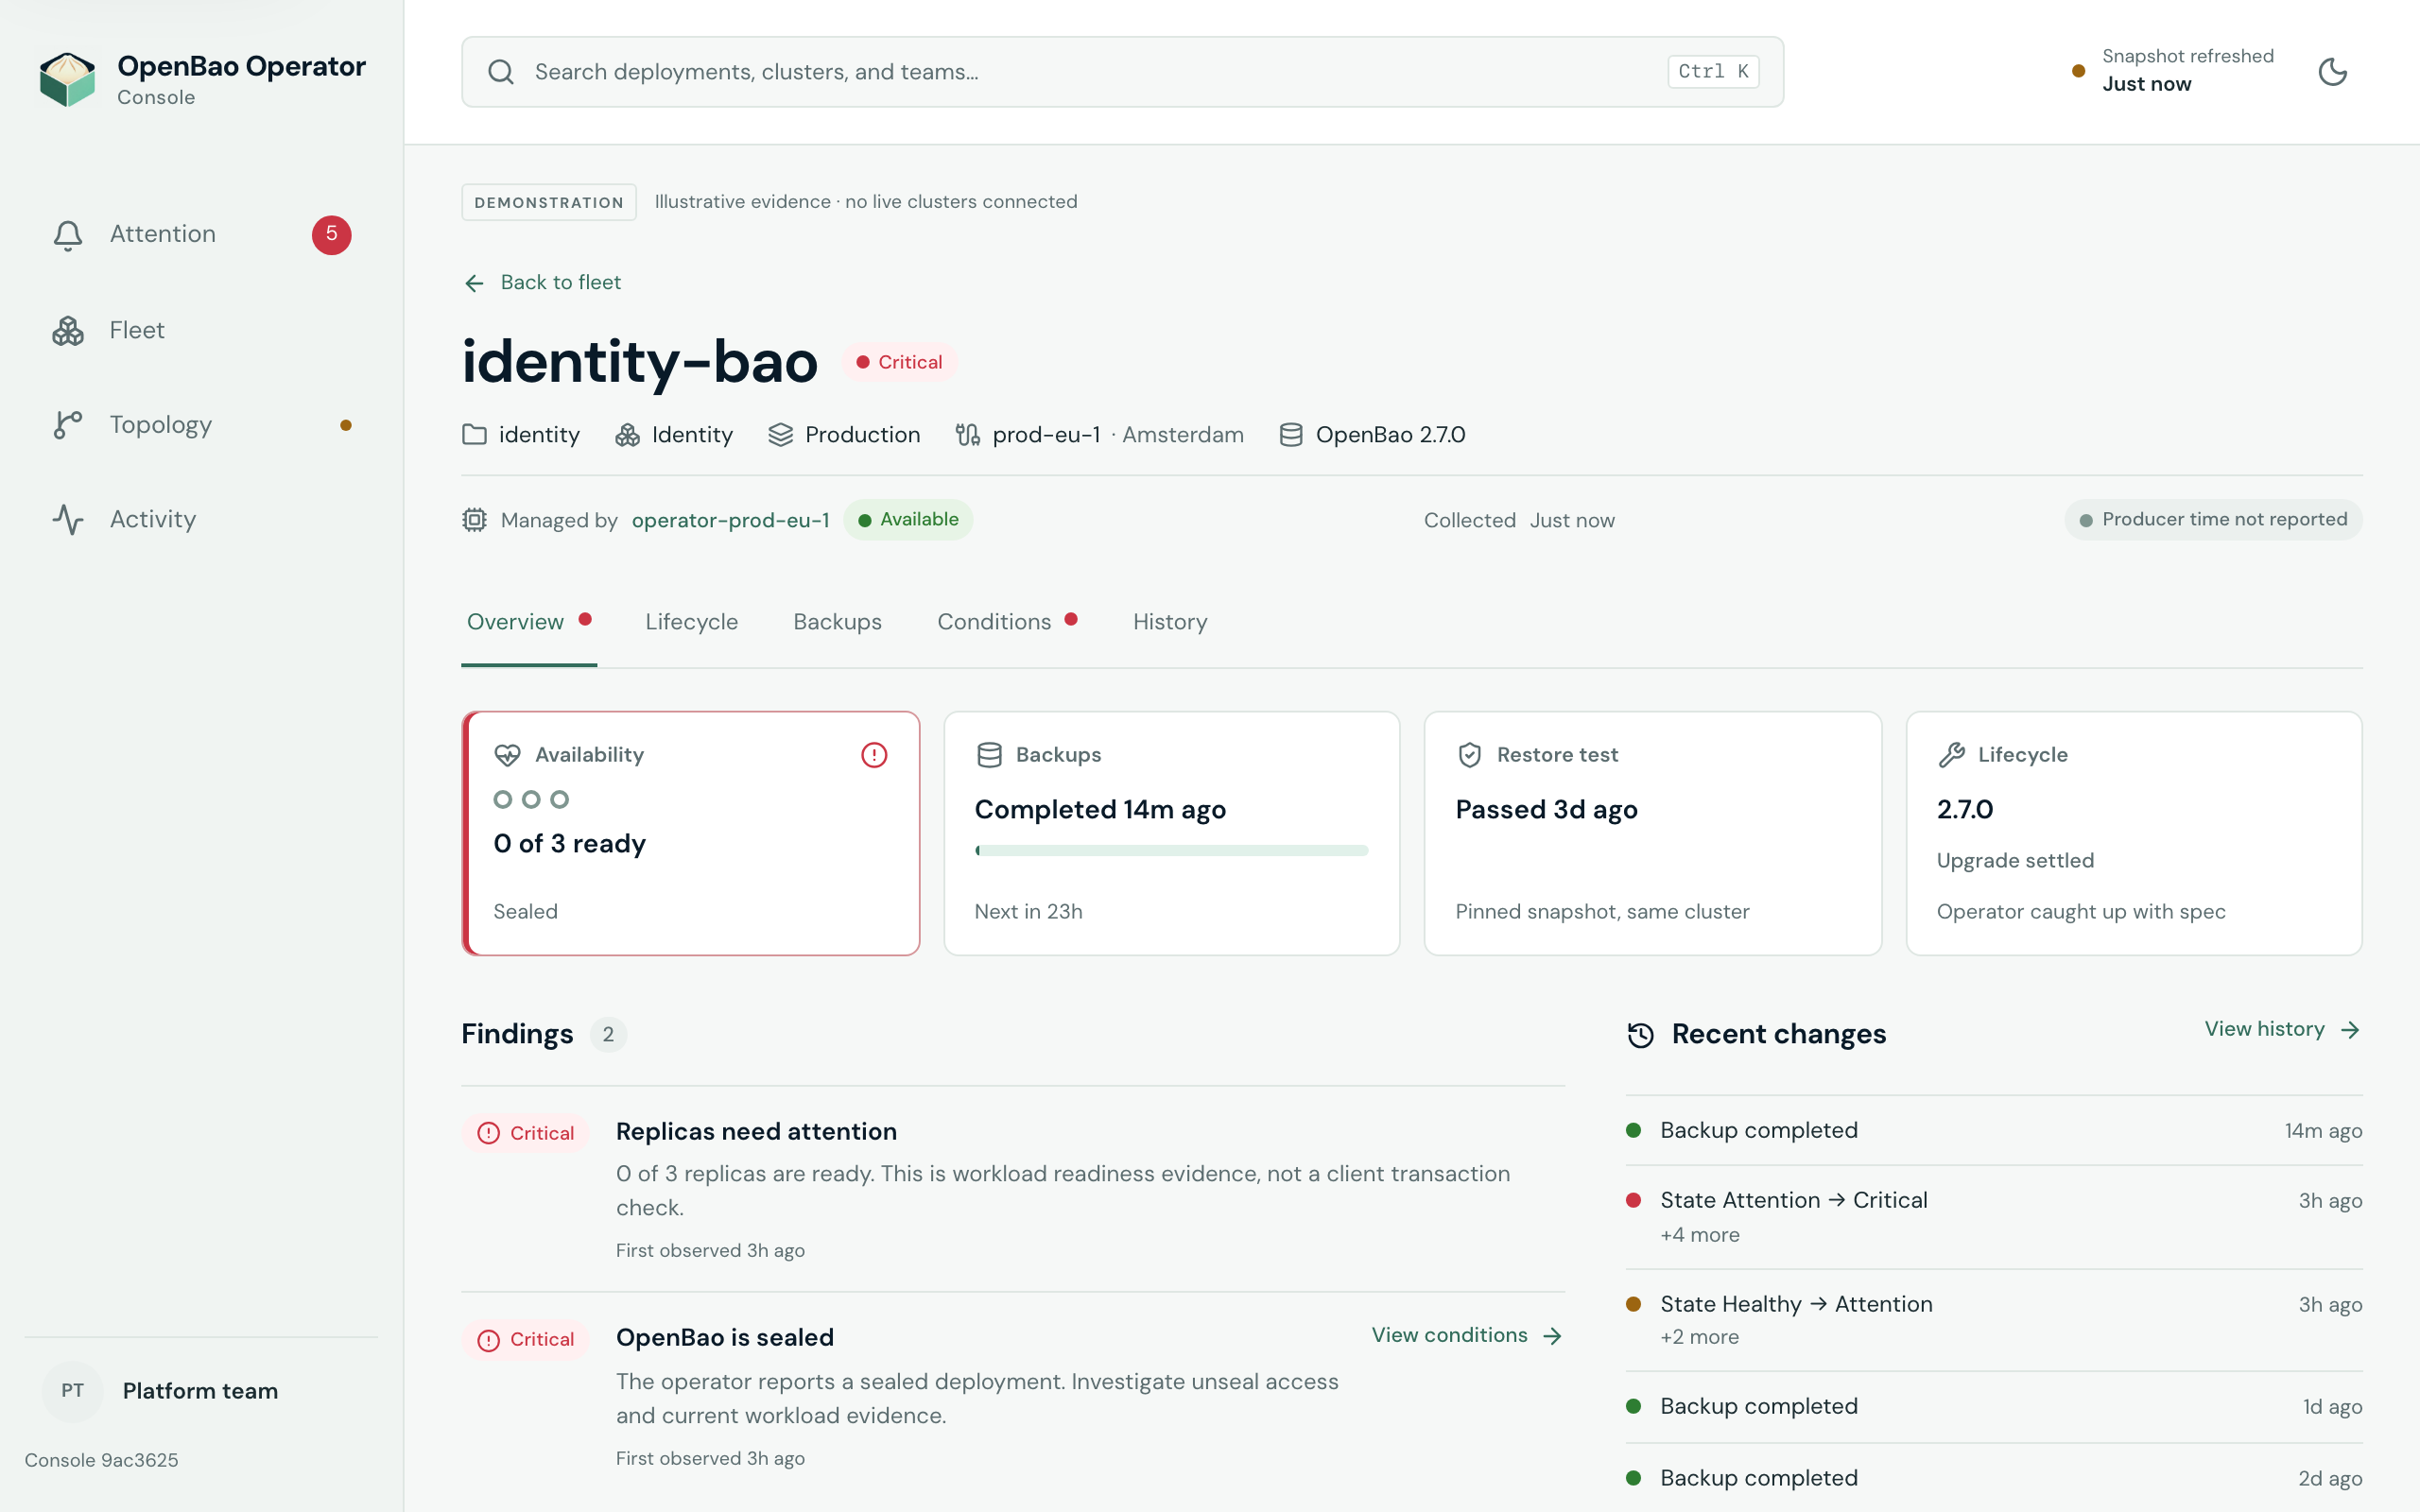 OpenBao Operator
Console
Attention 5
Fleet
Topology
Activity
PT Platform team
Console 9ac3625
Search deployments, clusters, and teams... Ctrl K
Snapshot refreshed
Just now
DEMONSTRATION Illustrative evidence · no live clusters connected
Back to fleet
identity-bao Critical
identity Identity Production prod-eu-1 · Amsterdam OpenBao 2.7.0
Managed by operator-prod-eu-1 Available Collected Just now Producer time not reported
Overview Lifecycle Backups Conditions History
Availability
0 of 3 ready
Sealed
Backups
Completed 14m ago
Next in 23h
Restore test
Passed 3d ago
Pinned snapshot, same cluster
Lifecycle
2.7.0
Upgrade settled
Operator caught up with spec
Findings 2
Critical Replicas need attention
0 of 3 replicas are ready. This is workload readiness evidence, not a client transaction
check.
First observed 3h ago
Critical OpenBao is sealed View conditions →
The operator reports a sealed deployment. Investigate unseal access
and current workload evidence.
First observed 3h ago
Recent changes View history →
Backup completed 14m ago
State Attention → Critical 3h ago
+4 more
State Healthy → Attention 3h ago
+2 more
Backup completed 1d ago
Backup completed 2d ago